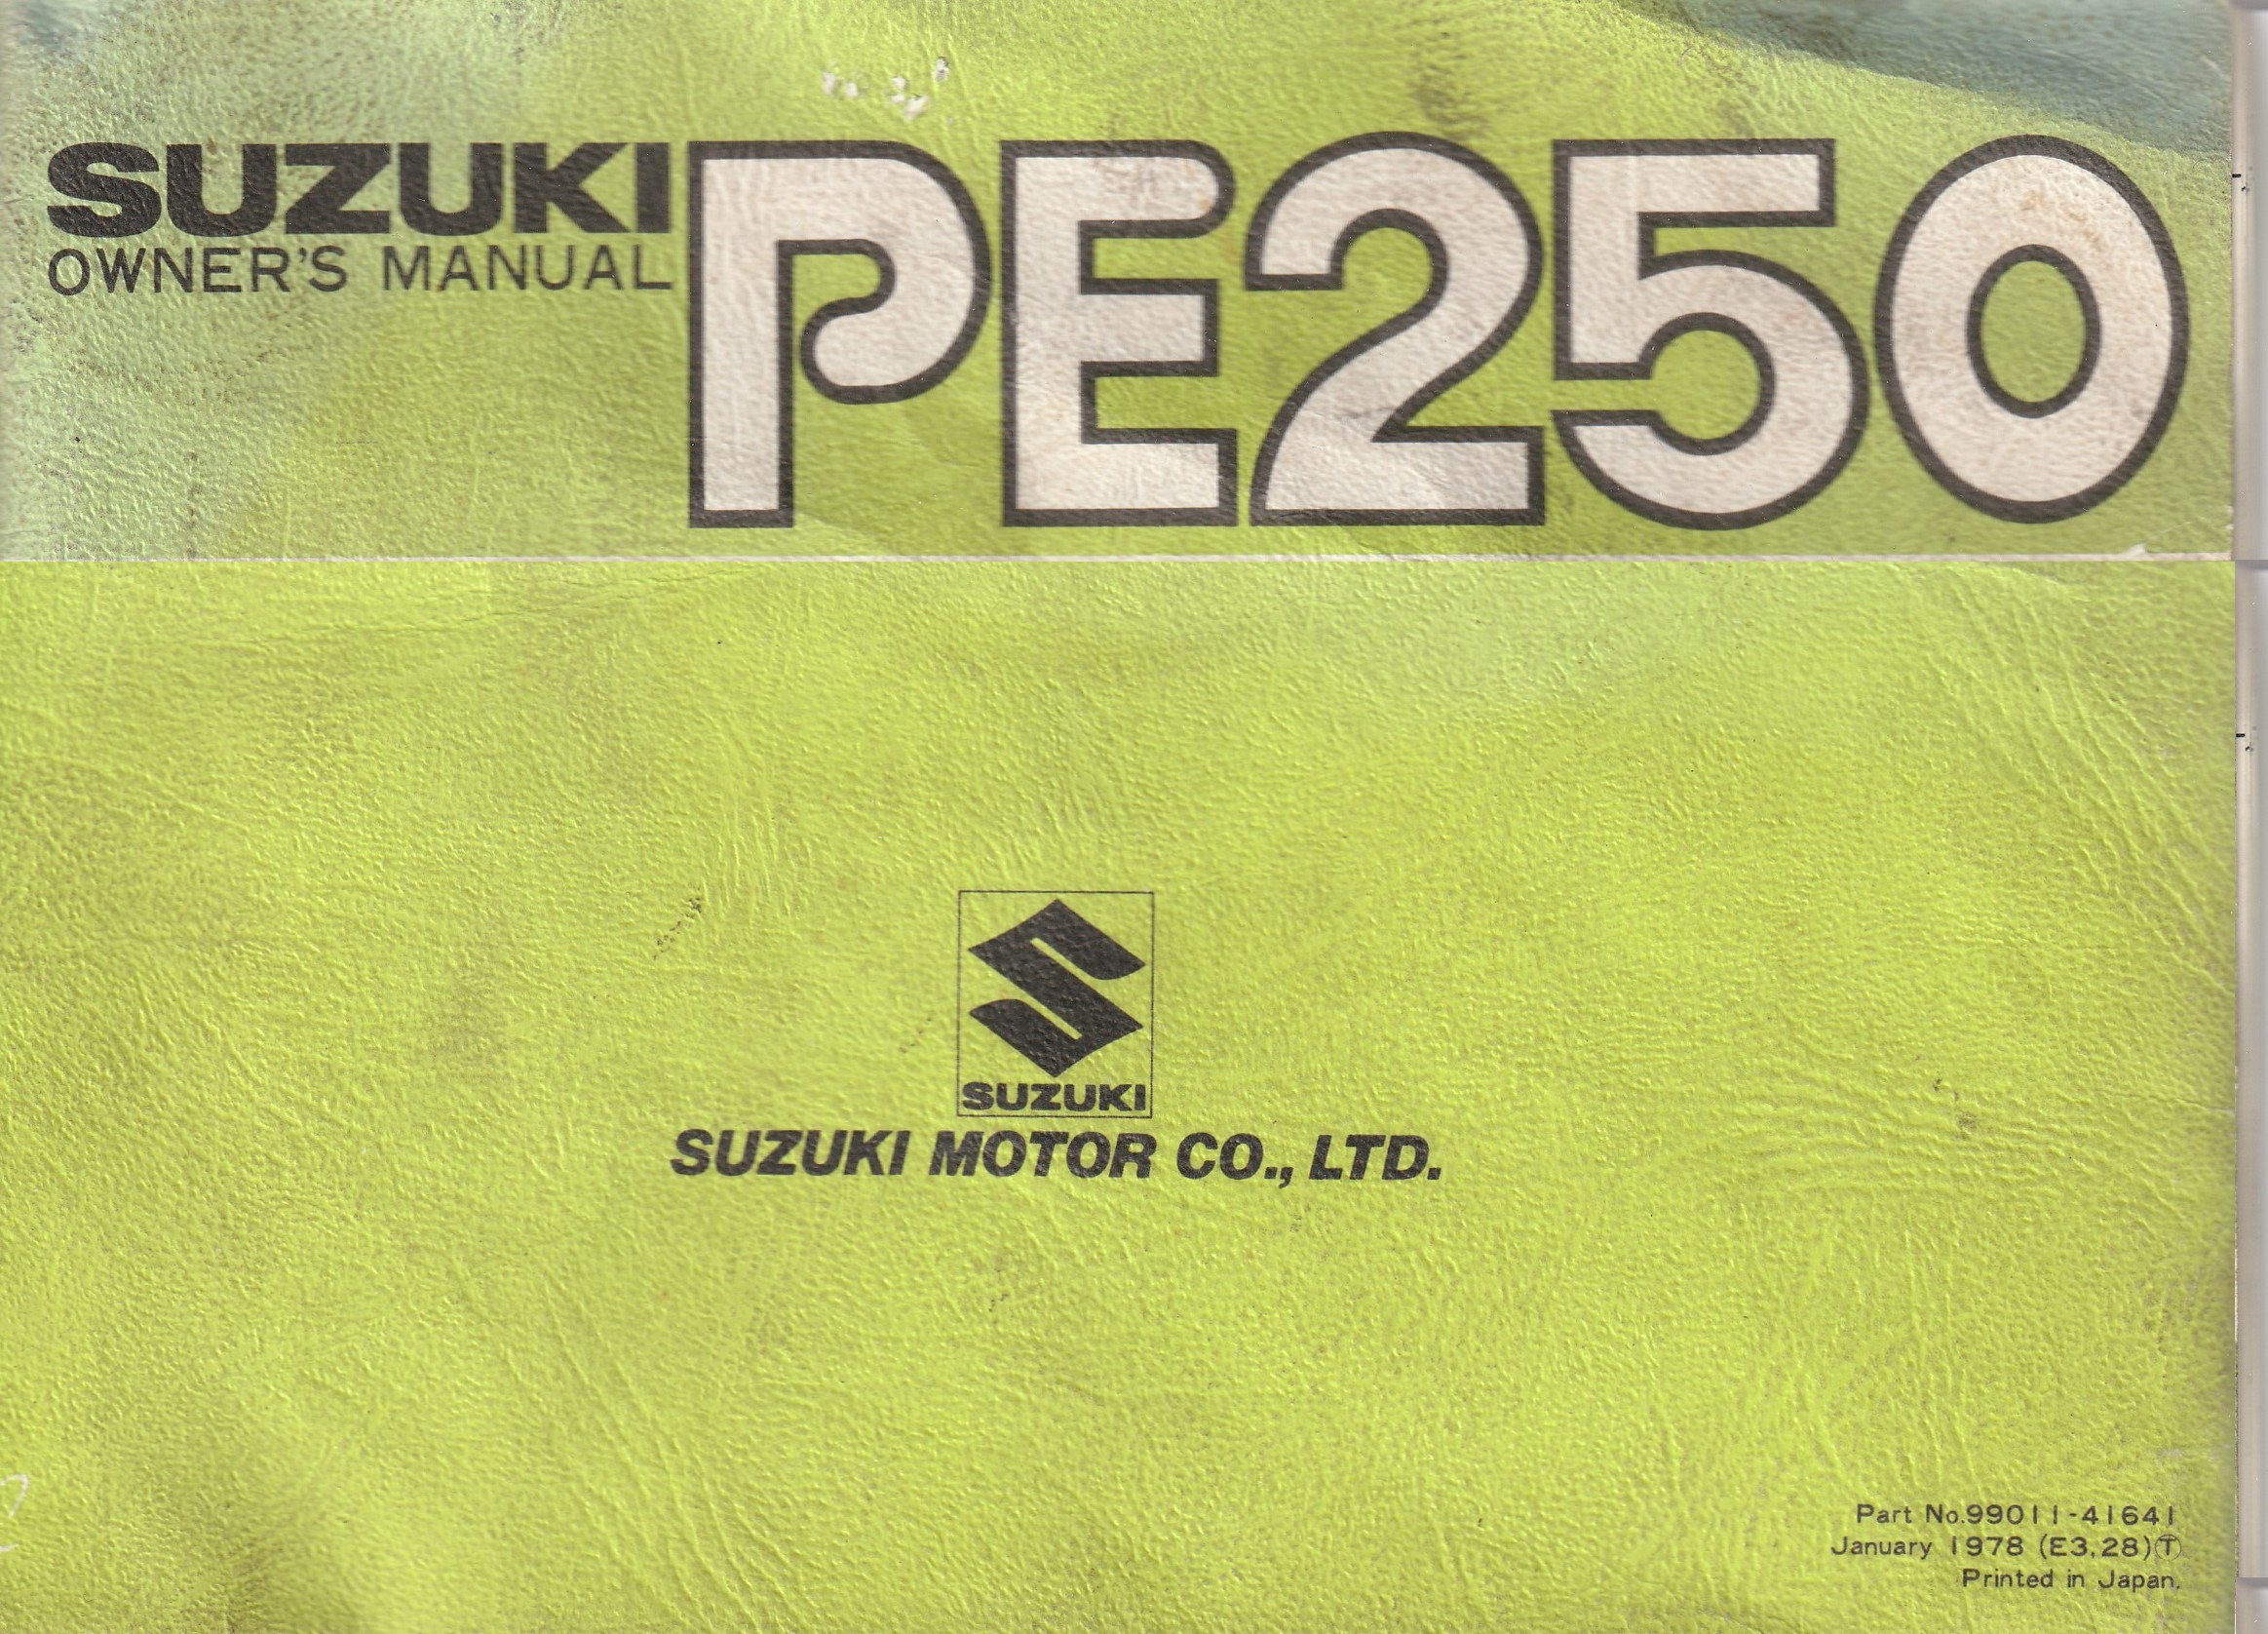 SUZUKI
OWNER'S MANUAL
PE250
SUZUKI
SUZUKI MOTOR CO., LTD.
Part No.99011-41641
January 1978 (E3,28)Ⓣ
Printed in Japan.